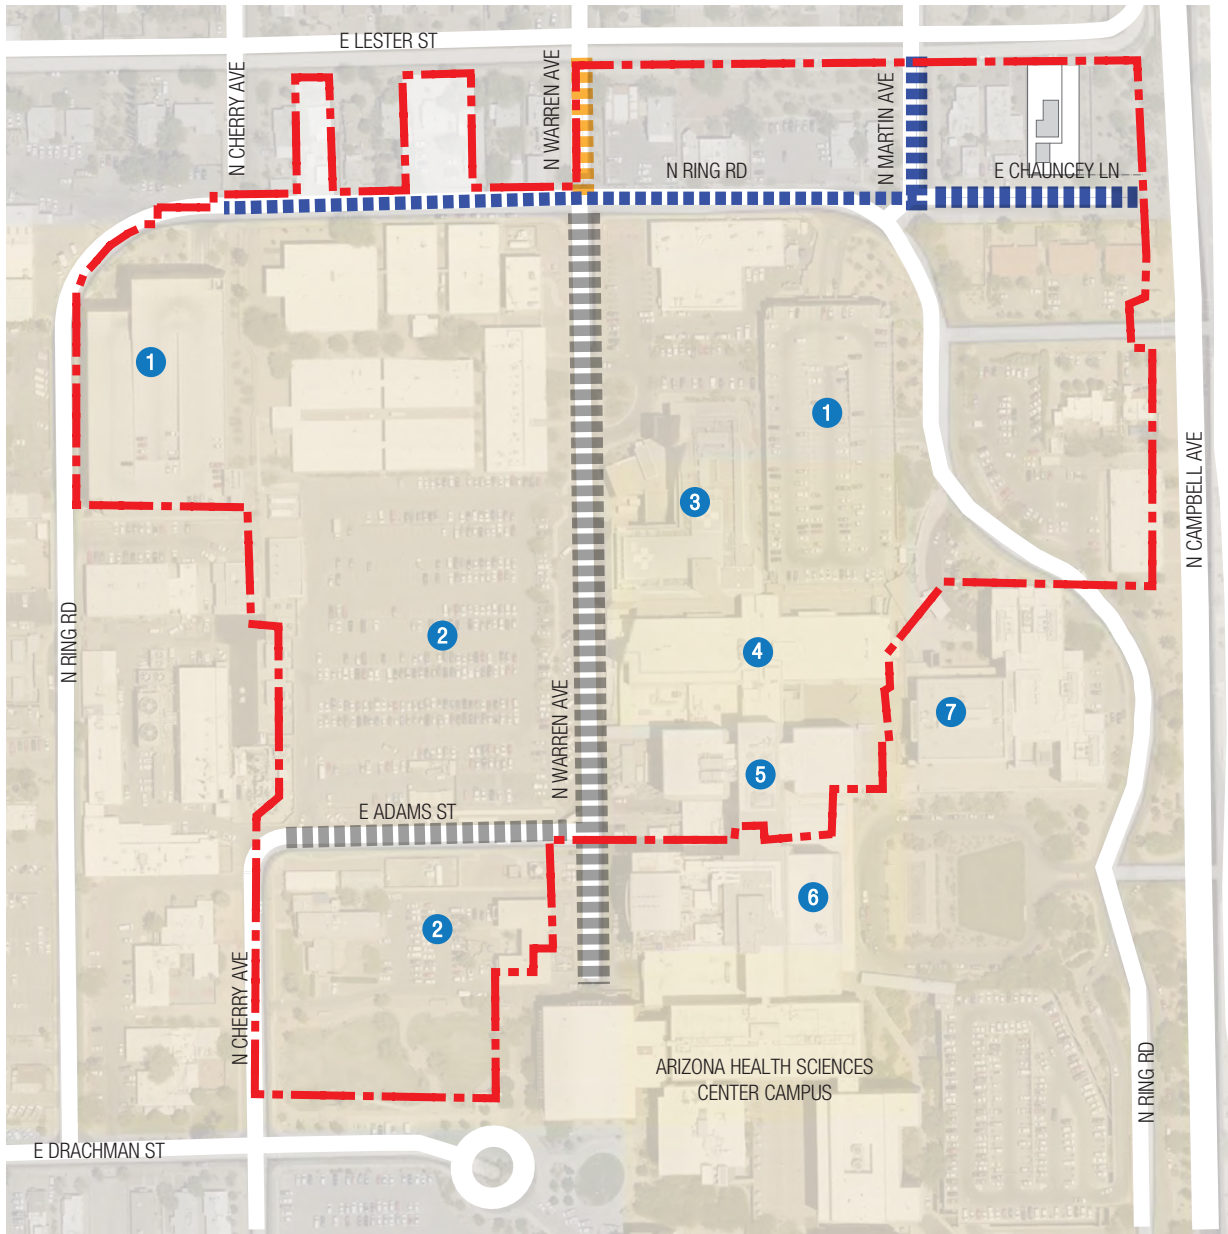 E LESTER ST
N CHERRY AVE
N WARREN AVE
N MARTIN AVE
N RING RD
E CHAUNCEY LN
1
1
N CAMPBELL AVE
3
N RING RD
2
4
N WARREN AVE
7
5
E ADAMS ST
6
2
N CHERRY AVE
ARIZONA HEALTH SCIENCES
CENTER CAMPUS
N RING RD
E DRACHMAN ST